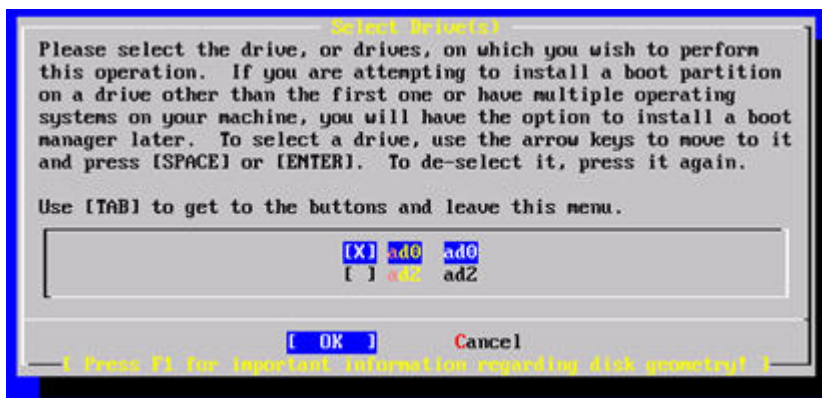 Select Drive(s)
Please select the drive, or drives, on which you wish to perform
this operation.  If you are attempting to install a boot partition
on a drive other than the first one or have multiple operating
systems on your machine, you will have the option to install a boot
manager later.  To select a drive, use the arrow keys to move to it
and press [SPACE] or [ENTER].  To de-select it, press it again.
Use [TAB] to get to the buttons and leave this menu.
[X] ad0 ad0
[ ] ad2 ad2
[ OK ] Cancel
[ Press F1 for important information regarding disk geometry! ]